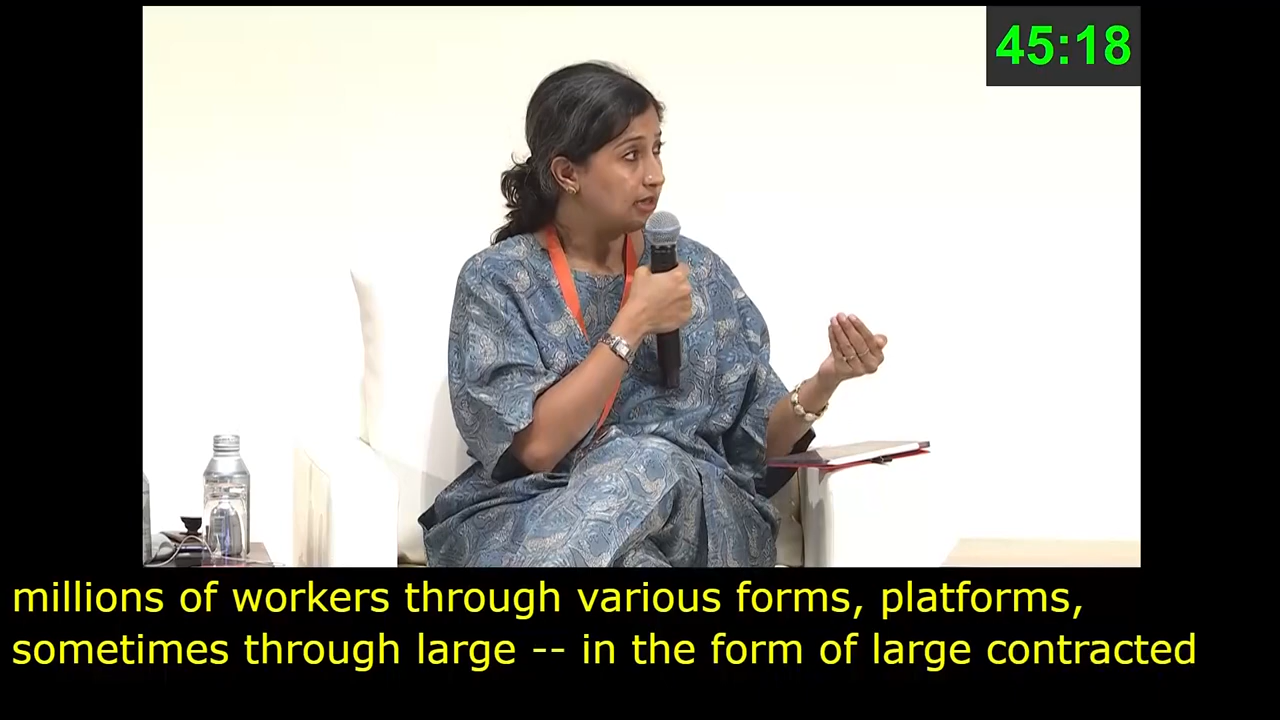 45:18
millions of workers through various forms, platforms,
sometimes through large -- in the form of large contracted